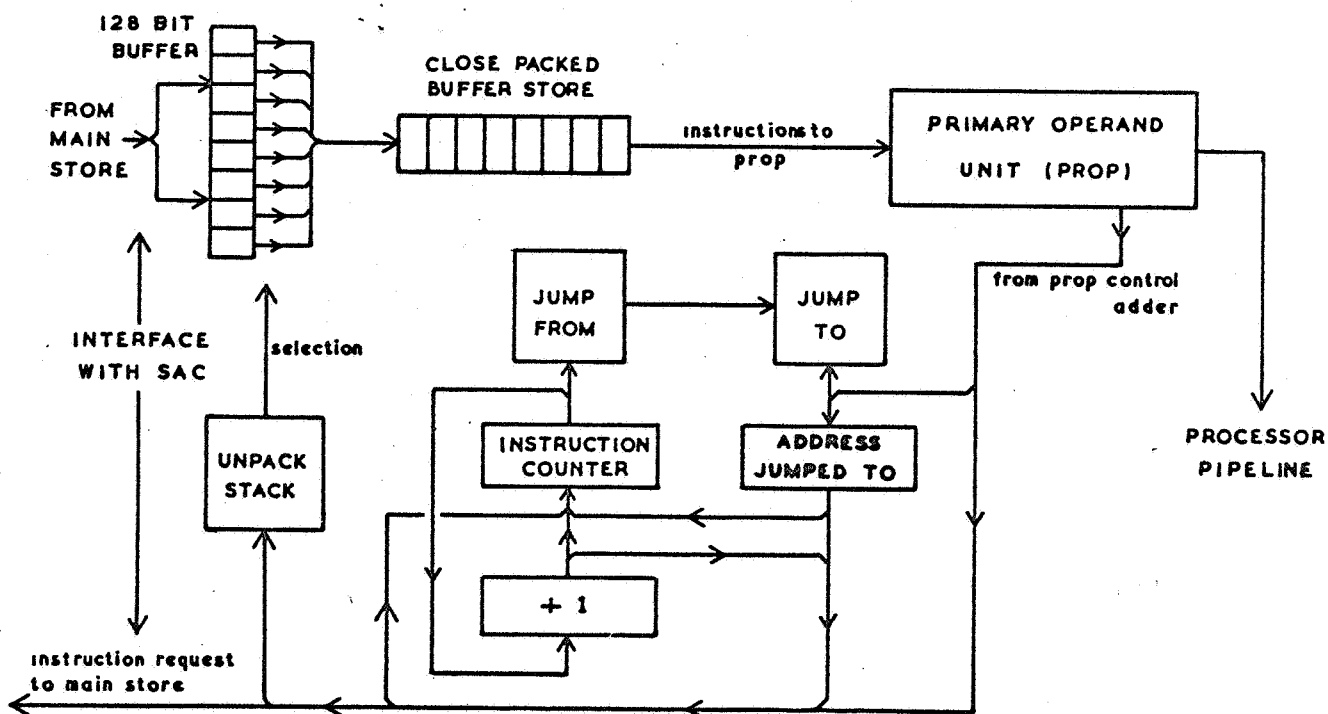 128 BIT
BUFFER
FROM
MAIN
STORE
CLOSE PACKED
BUFFER STORE
instructions to
prop
PRIMARY OPERAND
UNIT (PROP)
from prop control
adder
JUMP
FROM
JUMP
TO
INTERFACE
WITH SAC
selection
UNPACK
STACK
INSTRUCTION
COUNTER
ADDRESS
JUMPED TO
PROCESSOR
PIPELINE
+ 1
instruction request
to main store